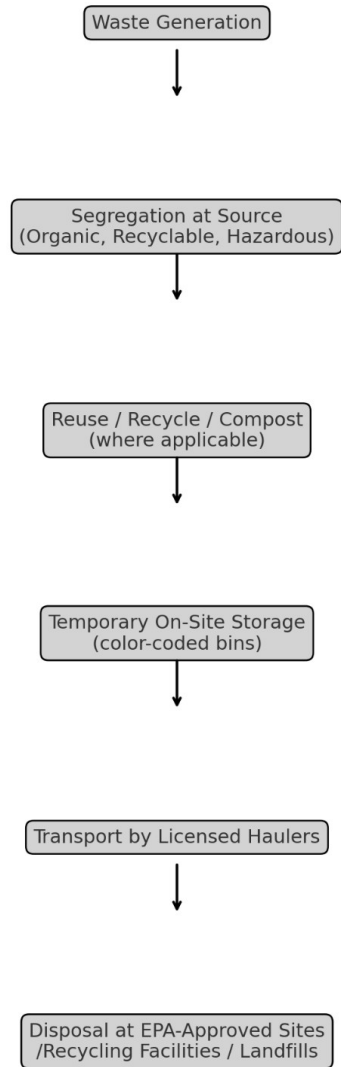 Waste Generation
Segregation at Source
(Organic, Recyclable, Hazardous)
Reuse / Recycle / Compost
(where applicable)
Temporary On-Site Storage
(color-coded bins)
Transport by Licensed Haulers
Disposal at EPA-Approved Sites
/Recycling Facilities / Landfills